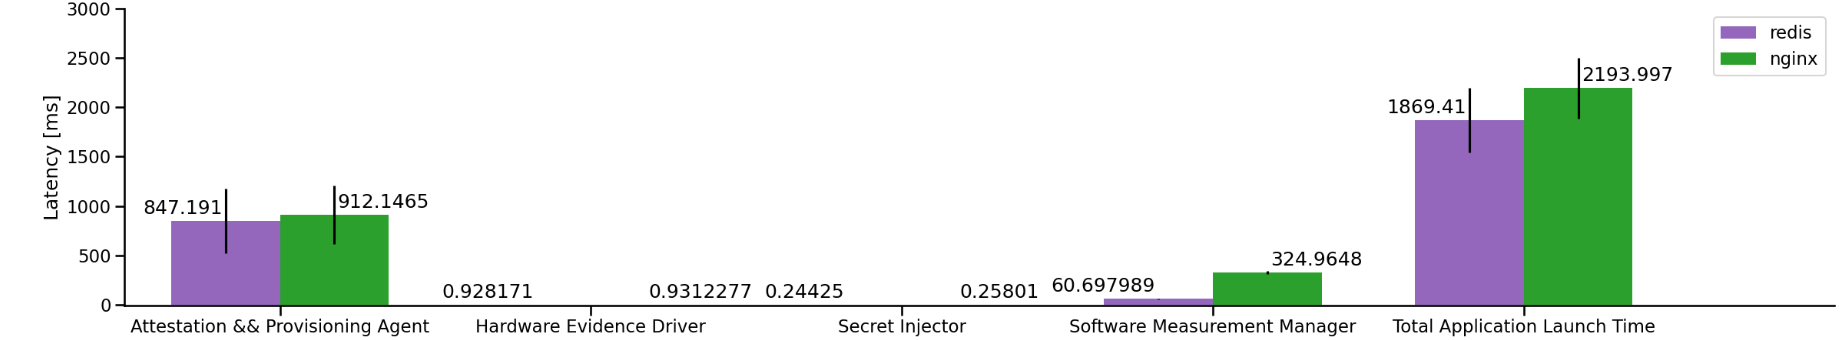 3000
2500
2000
1500
1000
500
0
Latency [ms]
redis
nginx
847.191
912.1465
0.928171
0.9312277
0.24425
0.25801
60.697989
324.9648
1869.41
2193.997
Attestation && Provisioning Agent
Hardware Evidence Driver
Secret Injector
Software Measurement Manager
Total Application Launch Time